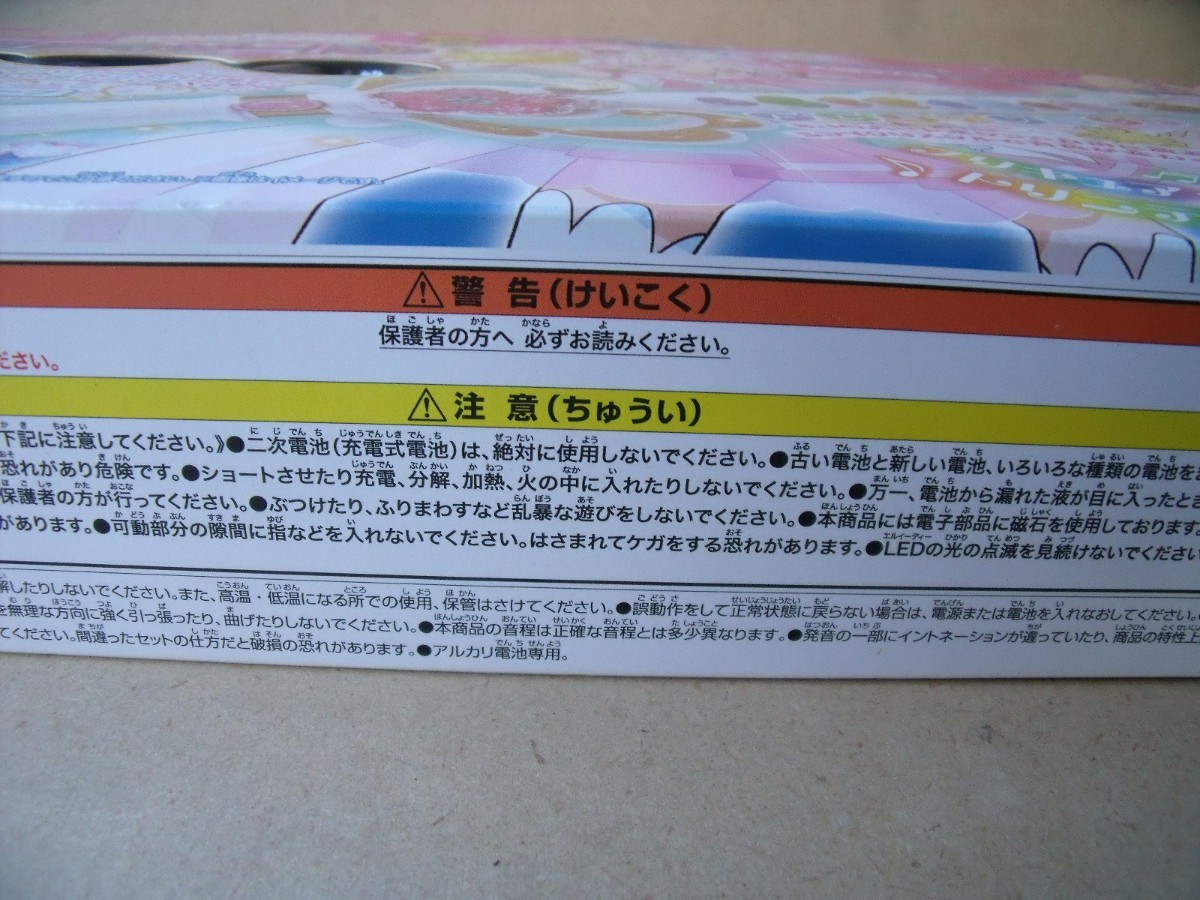 ⚠警告(けいこく)
保護者の方へ 必ずお読みください。
ださい。
⚠注意(ちゅうい)
下記に注意してください。》●二次電池(充電式電池)は、絶対に使用しないでください。●古い電池と新しい電池、いろいろな種類の電池を
恐れがあり危険です。●ショートさせたり充電、分解、加熱、火の中に入れたりしないでください。●万一、電池から漏れた液が目に入ったと
保護者の方が行ってください。●ぶつけたり、ふりまわすなど乱暴な遊びをしないでください。●本商品には電子部品に磁石を使用しております
があります。●可動部分の隙間に指などを入れないでください。はさまれてケガをする恐れがあります。●LEDの光の点滅を見続けないでください
解したりしないでください。また、高温・低温になる所での使用、保管はさけてください。●誤動作をして正常状態に戻らない場合は、電源または電池を入れなおしてください。
を無理な方向に強く引っ張ったり、曲げたりしないでください。●本商品の音程は正確な音程とは多少異なります。●発音の一部にイントネーションが違っていたり、商品の特性上
てください。間違ったセットの仕方だと破損の恐れがあります。●アルカリ電池専用。